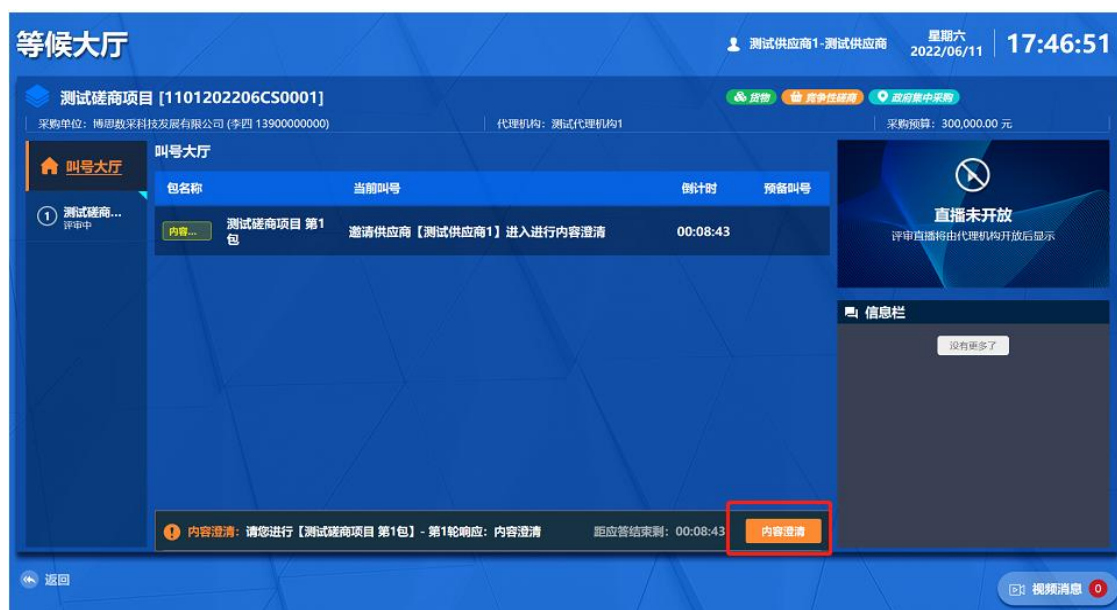 等候大厅
测试供应商1-测试供应商
星期六
2022/06/11
17:46:51
测试磋商项目 [1101202206CS0001]
货物
竞争性磋商
政府集中采购
采购单位：博思数采科技发展有限公司 (李四 13900000000)
代理机构：测试代理机构1
采购预算：300,000.00 元
叫号大厅
1 测试磋商...
评审中
叫号大厅
包名称 当前叫号 倒计时 预备叫号
内容... 测试磋商项目 第1
包
邀请供应商【测试供应商1】进入进行内容澄清 00:08:43
直播未开放
评审直播将由代理机构开放后显示
信息栏
没有更多了
内容澄清：请您进行【测试磋商项目 第1包】- 第1轮响应：内容澄清 距应答结束剩：00:08:43 内容澄清
返回
视频消息 0